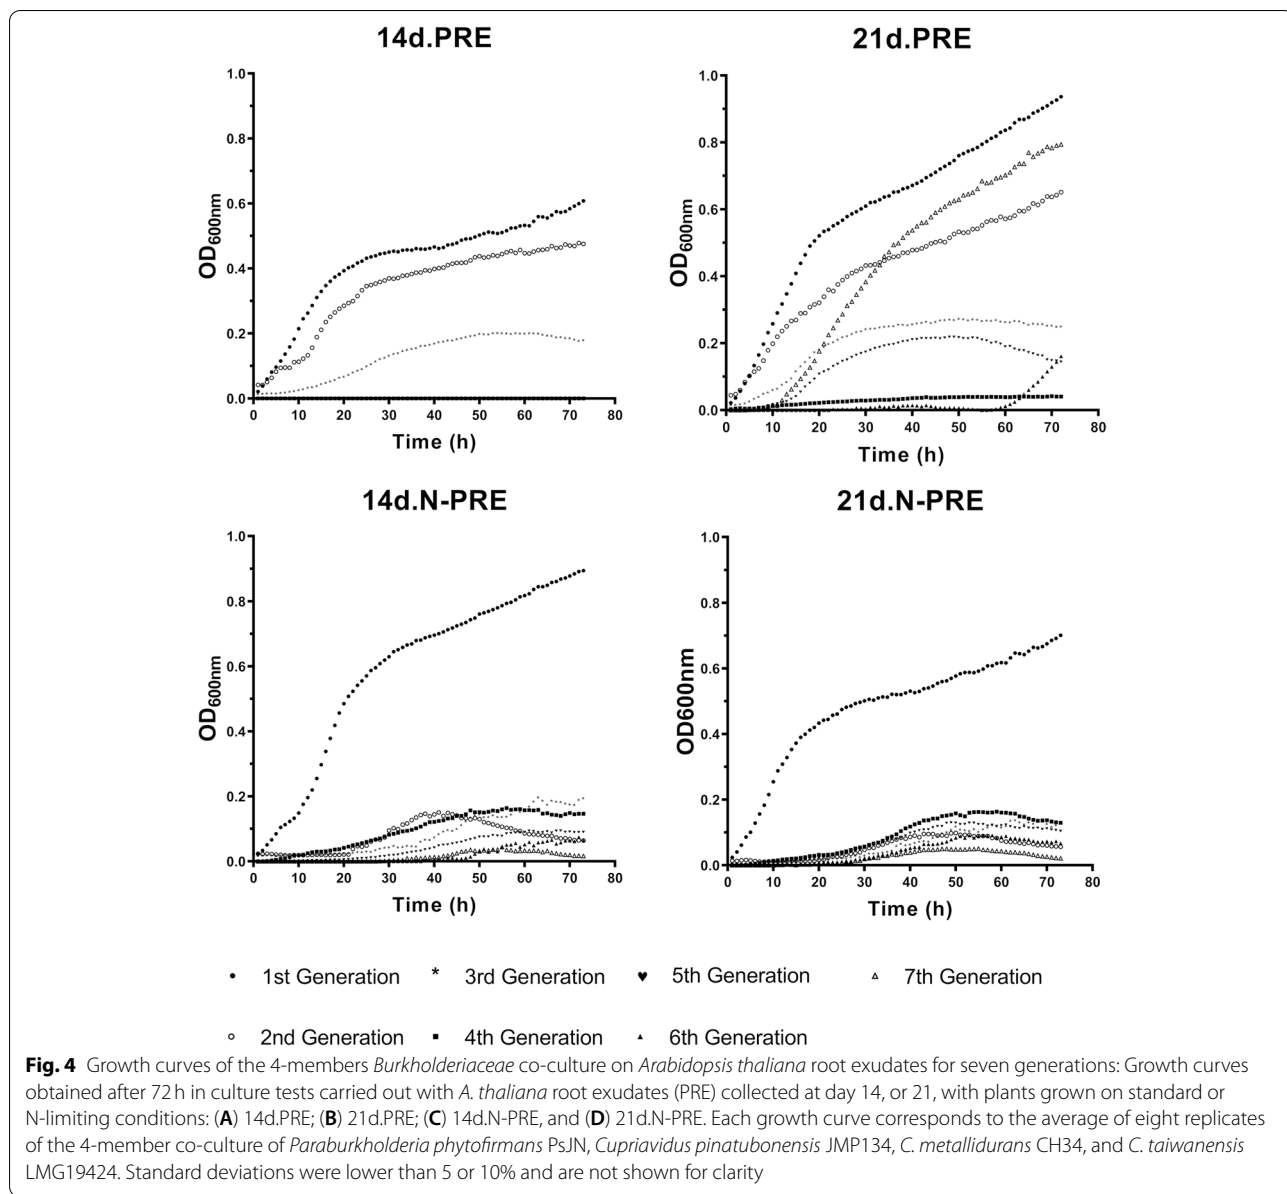 14d.PRE
21d.PRE
OD600nm
1.0
0.8
0.6
0.4
0.2
0.0
0 10 20 30 40 50 60 70 80
Time (h)
OD600nm
1.0
0.8
0.6
0.4
0.2
0.0
0 10 20 30 40 50 60 70 80
Time (h)
14d.N-PRE
21d.N-PRE
OD600nm
1.0
0.8
0.6
0.4
0.2
0.0
0 10 20 30 40 50 60 70 80
Time (h)
OD600nm
1.0
0.8
0.6
0.4
0.2
0.0
0 10 20 30 40 50 60 70 80
Time (h)
1st Generation * 3rd Generation ♥ 5th Generation 7th Generation
2nd Generation 4th Generation 6th Generation
Fig. 4 Growth curves of the 4-members Burkholderiaceae co-culture on Arabidopsis thaliana root exudates for seven generations: Growth curves
obtained after 72 h in culture tests carried out with A. thaliana root exudates (PRE) collected at day 14, or 21, with plants grown on standard or
N-limiting conditions: (A) 14d.PRE; (B) 21d.PRE; (C) 14d.N-PRE, and (D) 21d.N-PRE. Each growth curve corresponds to the average of eight replicates
of the 4-member co-culture of Paraburkholderia phytofirmans PsJN, Cupriavidus pinatubonensis JMP134, C. metallidurans CH34, and C. taiwanensis
LMG19424. Standard deviations were lower than 5 or 10% and are not shown for clarity